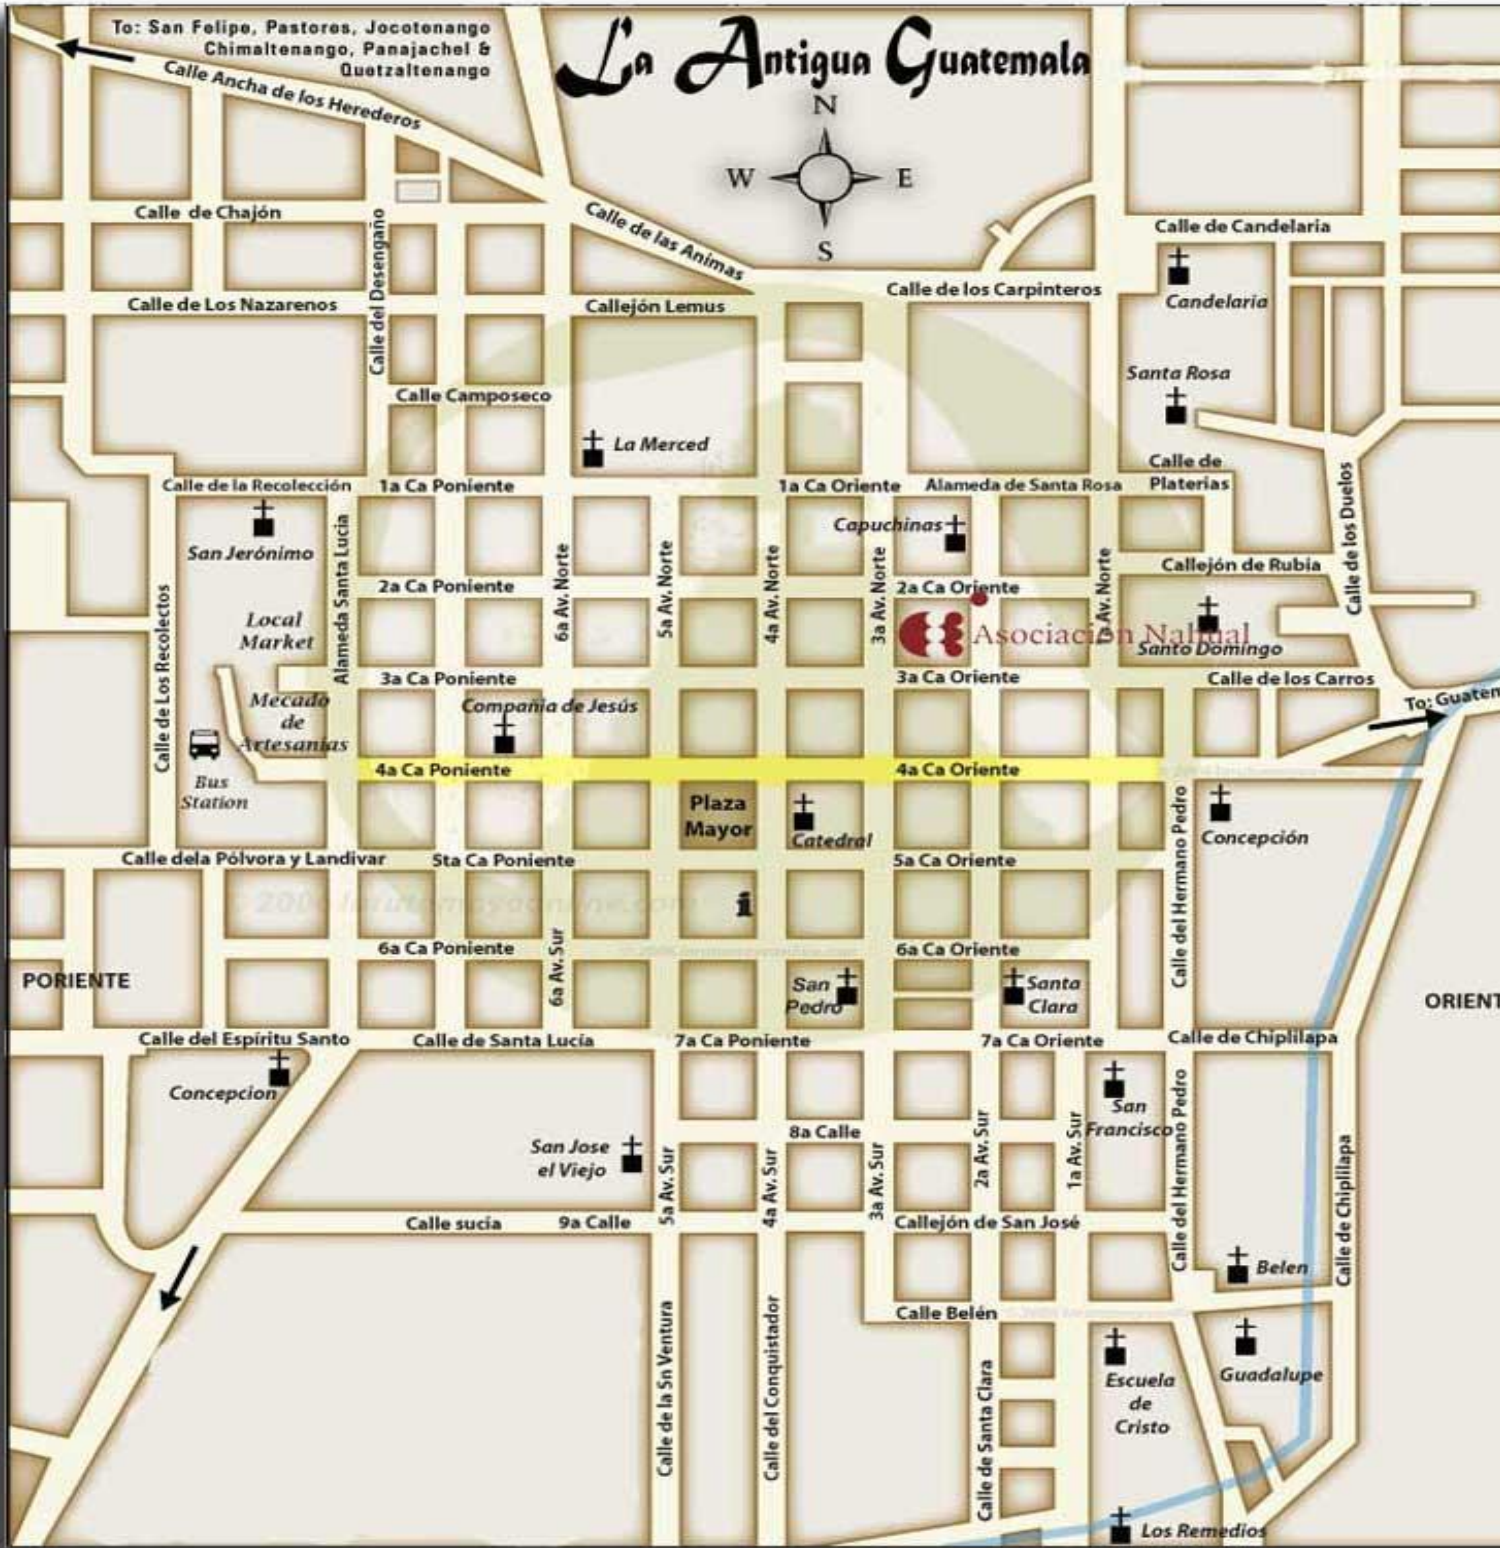 To: San Felipe, Pastores, Jocotenango
Chimaltenango, Panajachel &
Quetzaltenango
La Antigua Guatemala
N
W
E
S
Calle Ancha de los Herederos
Calle de Chajón
Calle del Desengaño
Calle de las Animas
Calle de Candelaria
Candelaria
Calle de los Carpinteros
Calle de Los Nazarenos
Callejón Lemus
Santa Rosa
Calle Camposeco
La Merced
Calle de
Platerias
Calle de la Recolección
1a Ca Poniente
1a Ca Oriente
Alameda de Santa Rosa
Calle de los Duelos
San Jerónimo
Alameda Santa Lucia
Capuchinas
6a Av. Norte
5a Av. Norte
4a Av. Norte
3a Av. Norte
Av. Norte
Callejón de Rubia
2a Ca Poniente
2a Ca Oriente
Calle de Los Recolectos
Local
Market
Asociación Nahual
Santo Domingo
3a Ca Poniente
3a Ca Oriente
Calle de los Carros
To: Guatem
Mecado
de
Artesanias
Compañia de Jesús
Bus
Station
4a Ca Poniente
4a Ca Oriente
Plaza
Mayor
Catedral
Calle del Hermano Pedro
Concepción
Calle dela Pólvora y Landivar
5ta Ca Poniente
5a Ca Oriente
i
6a Ca Poniente
6a Av. Sur
6a Ca Oriente
PORIENTE
San
Pedro
Santa
Clara
ORIENT
Calle del Espíritu Santo
Calle de Santa Lucía
7a Ca Poniente
7a Ca Oriente
Calle de Chiplilapa
Concepcion
San
Francisco
Calle del Hermano Pedro
8a Calle
San Jose
el Viejo
5a Av. Sur
4a Av. Sur
3a Av. Sur
2a Av. Sur
1a Av. Sur
Calle de Chiplilapa
Calle sucia
9a Calle
Callejón de San José
Belen
Calle Belén
Calle de la Sn Ventura
Calle del Conquistador
Calle de Santa Clara
Escuela
de
Cristo
Guadalupe
Los Remedios